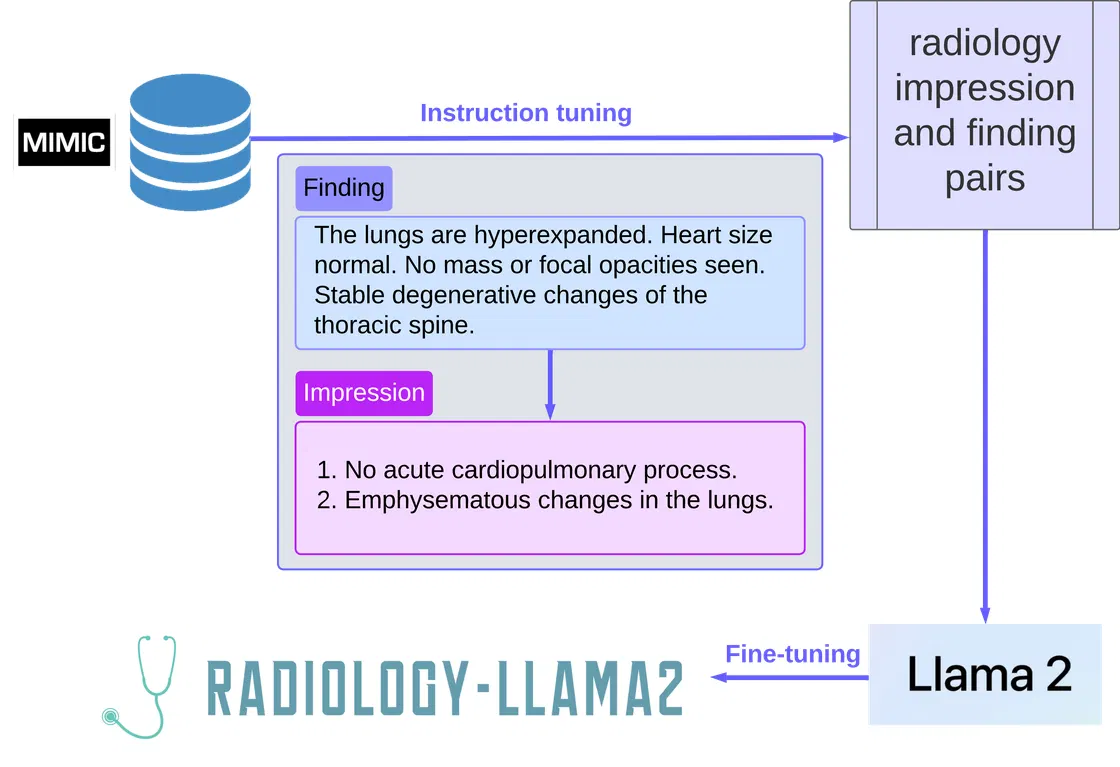 MIMIC
Instruction tuning
radiology
impression
and finding
pairs
Finding
The lungs are hyperexpanded. Heart size
normal. No mass or focal opacities seen.
Stable degenerative changes of the
thoracic spine.
Impression
1. No acute cardiopulmonary process.
2. Emphysematous changes in the lungs.
Fine-tuning
Llama 2
RADIOLOGY-LLAMA2